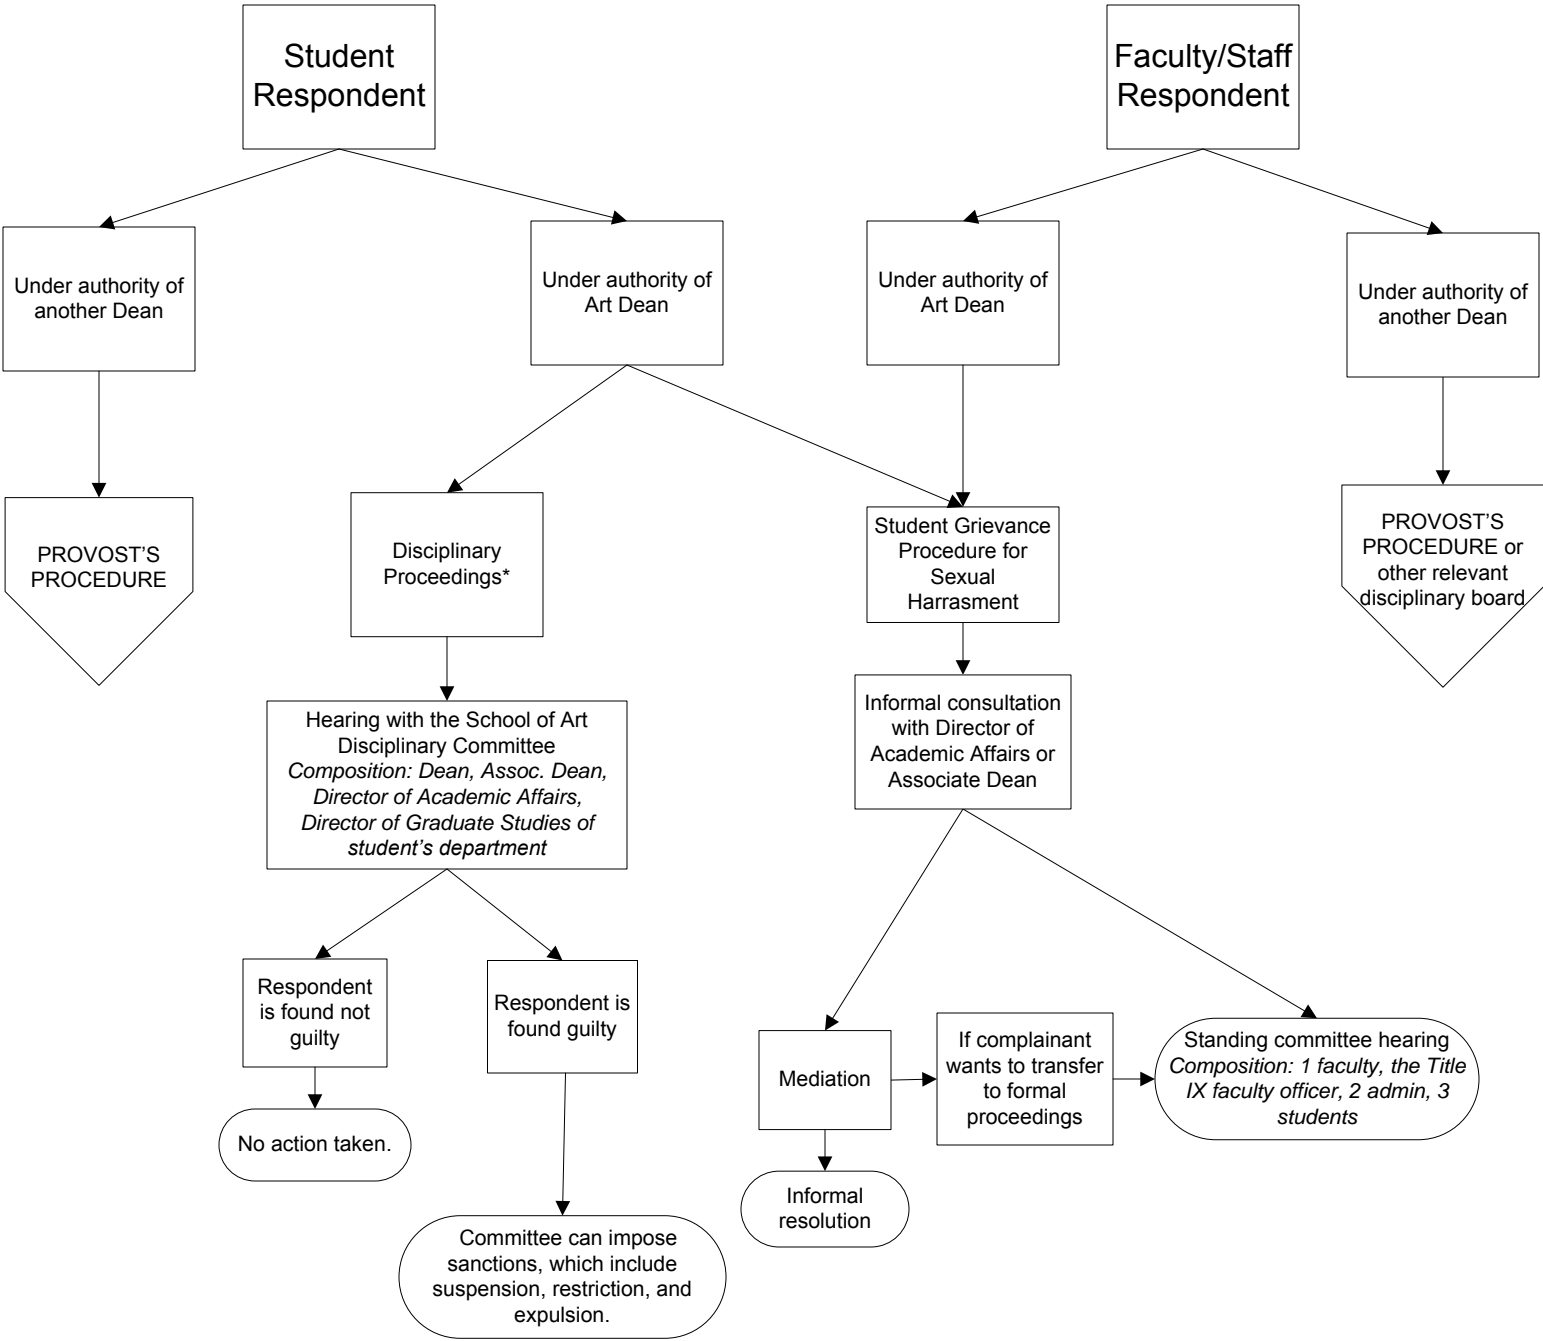 Student
Respondent
Faculty/Staff
Respondent
Under authority of
another Dean
Under authority of
Art Dean
Under authority of
Art Dean
Under authority of
another Dean
PROVOST'S
PROCEDURE
Disciplinary
Proceedings*
Student Grievance
Procedure for
Sexual
Harrasment
PROVOST'S
PROCEDURE or
other relevant
disciplinary board
Hearing with the School of Art
Disciplinary Committee
Composition: Dean, Assoc. Dean,
Director of Academic Affairs,
Director of Graduate Studies of
student's department
Informal consultation
with Director of
Academic Affairs or
Associate Dean
Respondent
is found not
guilty
Respondent is
found guilty
Mediation
If complainant
wants to transfer
to formal
proceedings
Standing committee hearing
Composition: 1 faculty, the Title
IX faculty officer, 2 admin, 3
students
No action taken.
Informal
resolution
Committee can impose
sanctions, which include
suspension, restriction, and
expulsion.